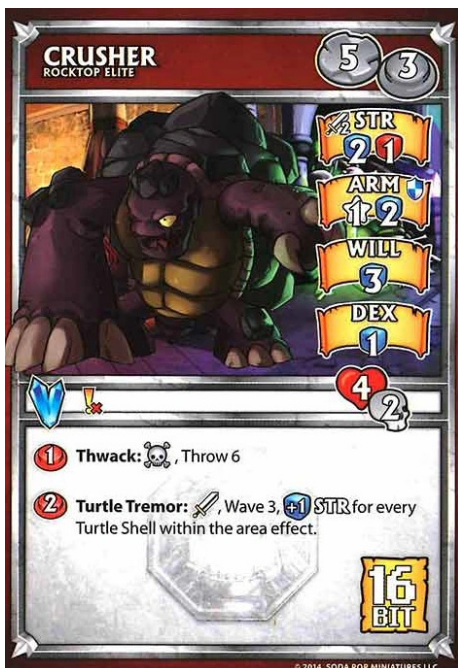 CRUSHER
5
3
ROCKTOP ELITE
2 STR
2 1
ARM
1 2
WILL
3
DEX
1
4
2
1 Thwack: , Throw 6
2 Turtle Tremor: , Wave 3, +1 STR for every
Turtle Shell within the area effect.
16
BIT
© 2014, SODA POP MINIATURES LLC